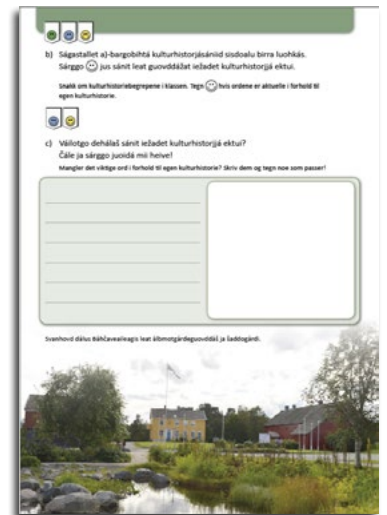 b) Ságastallet a)-bargobihtá kulturhistorjásániid sisdoalu birra luohkás.
Sárggo jus sánit leat guovddážat iežadet kulturhistorjjá ektui.
Snakk om kulturhistoriebegrepene i klassen. Tegn hvis ordene er aktuelle i forhold til
egen kulturhistorie.
c) Váilotgo dehálaš sánit iežadet kulturhistorjjá ektui?
Čále ja sárggo juoidá mii heive!
Mangler det viktige ord i forhold til egen kulturhistorie? Skriv dem og tegn noe som passer!
Svanhovd dálus Báhčaveaileagis leat álbmotgárdeguovddáš ja šaddogárdi.